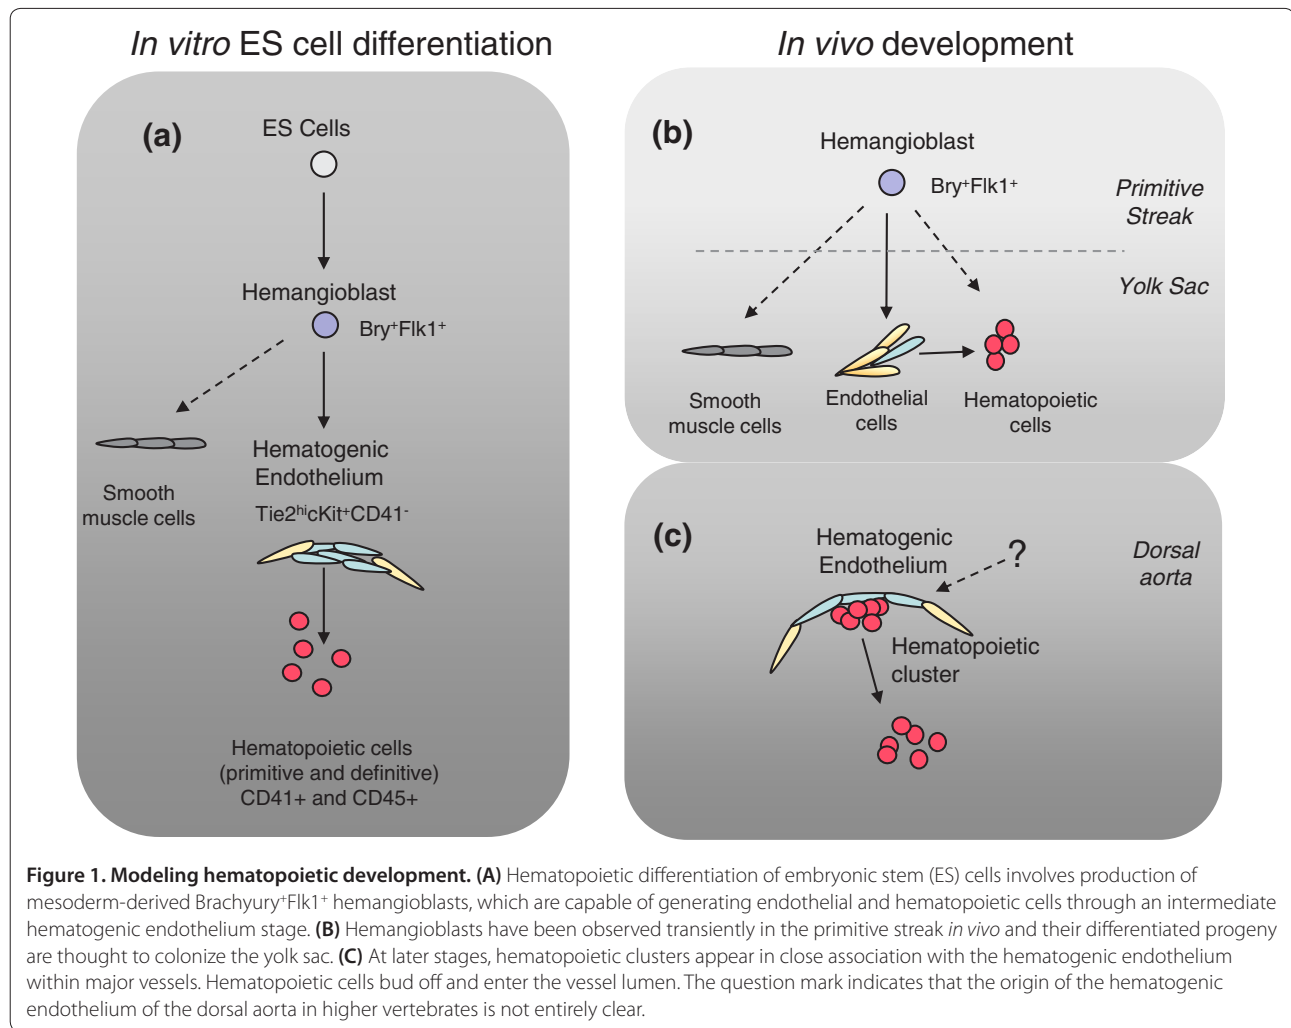 In vitro ES cell differentiation
(a)
ES Cells
Hemangioblast
Bry⁺Flk1⁺
Smooth
muscle cells
Hematogenic
Endothelium
Tie2ʰⁱcKit⁺CD41⁻
Hematopoietic cells
(primitive and definitive)
CD41+ and CD45+
In vivo development
(b)
Hemangioblast
Bry⁺Flk1⁺
Primitive
Streak
Yolk Sac
Smooth
muscle cells
Endothelial
cells
Hematopoietic
cells
(c)
Hematogenic
Endothelium
?
Dorsal
aorta
Hematopoietic
cluster
Figure 1. Modeling hematopoietic development. (A) Hematopoietic differentiation of embryonic stem (ES) cells involves production of
mesoderm-derived Brachyury⁺Flk1⁺ hemangioblasts, which are capable of generating endothelial and hematopoietic cells through an intermediate
hematogenic endothelium stage. (B) Hemangioblasts have been observed transiently in the primitive streak in vivo and their differentiated progeny
are thought to colonize the yolk sac. (C) At later stages, hematopoietic clusters appear in close association with the hematogenic endothelium
within major vessels. Hematopoietic cells bud off and enter the vessel lumen. The question mark indicates that the origin of the hematogenic
endothelium of the dorsal aorta in higher vertebrates is not entirely clear.